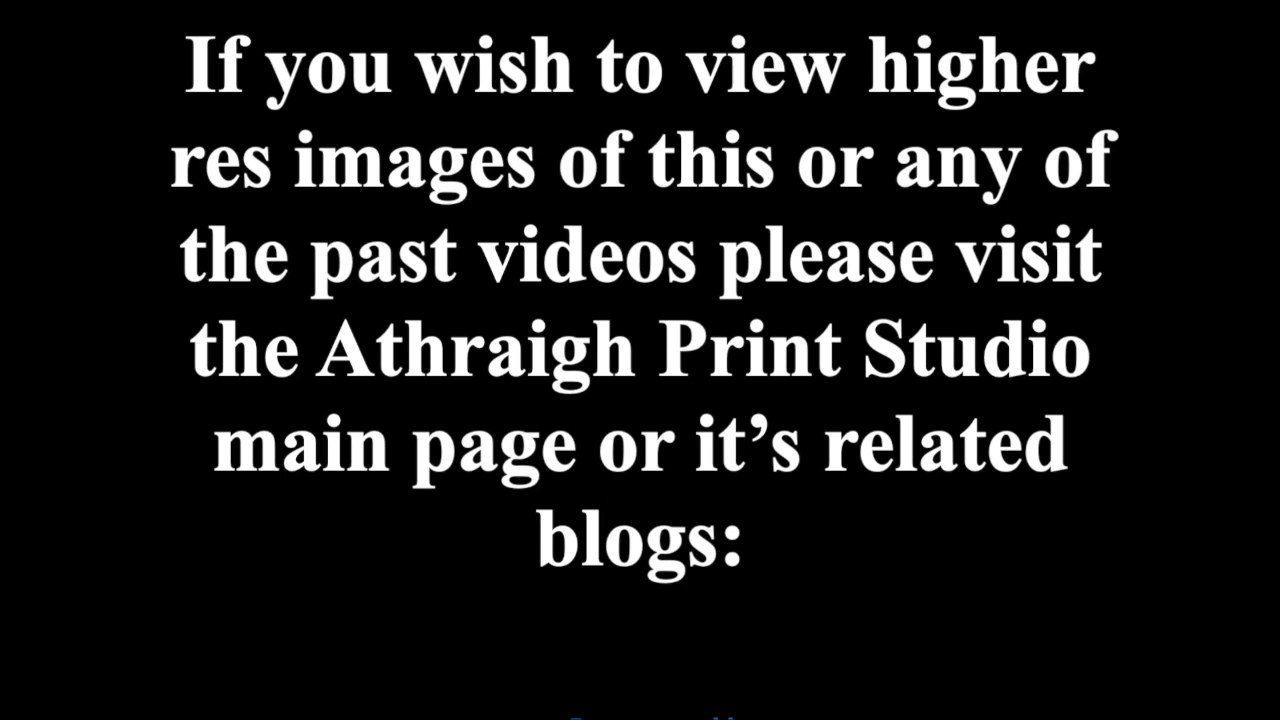 If you wish to view higher
res images of this or any of
the past videos please visit
the Athraigh Print Studio
main page or it’s related
blogs: